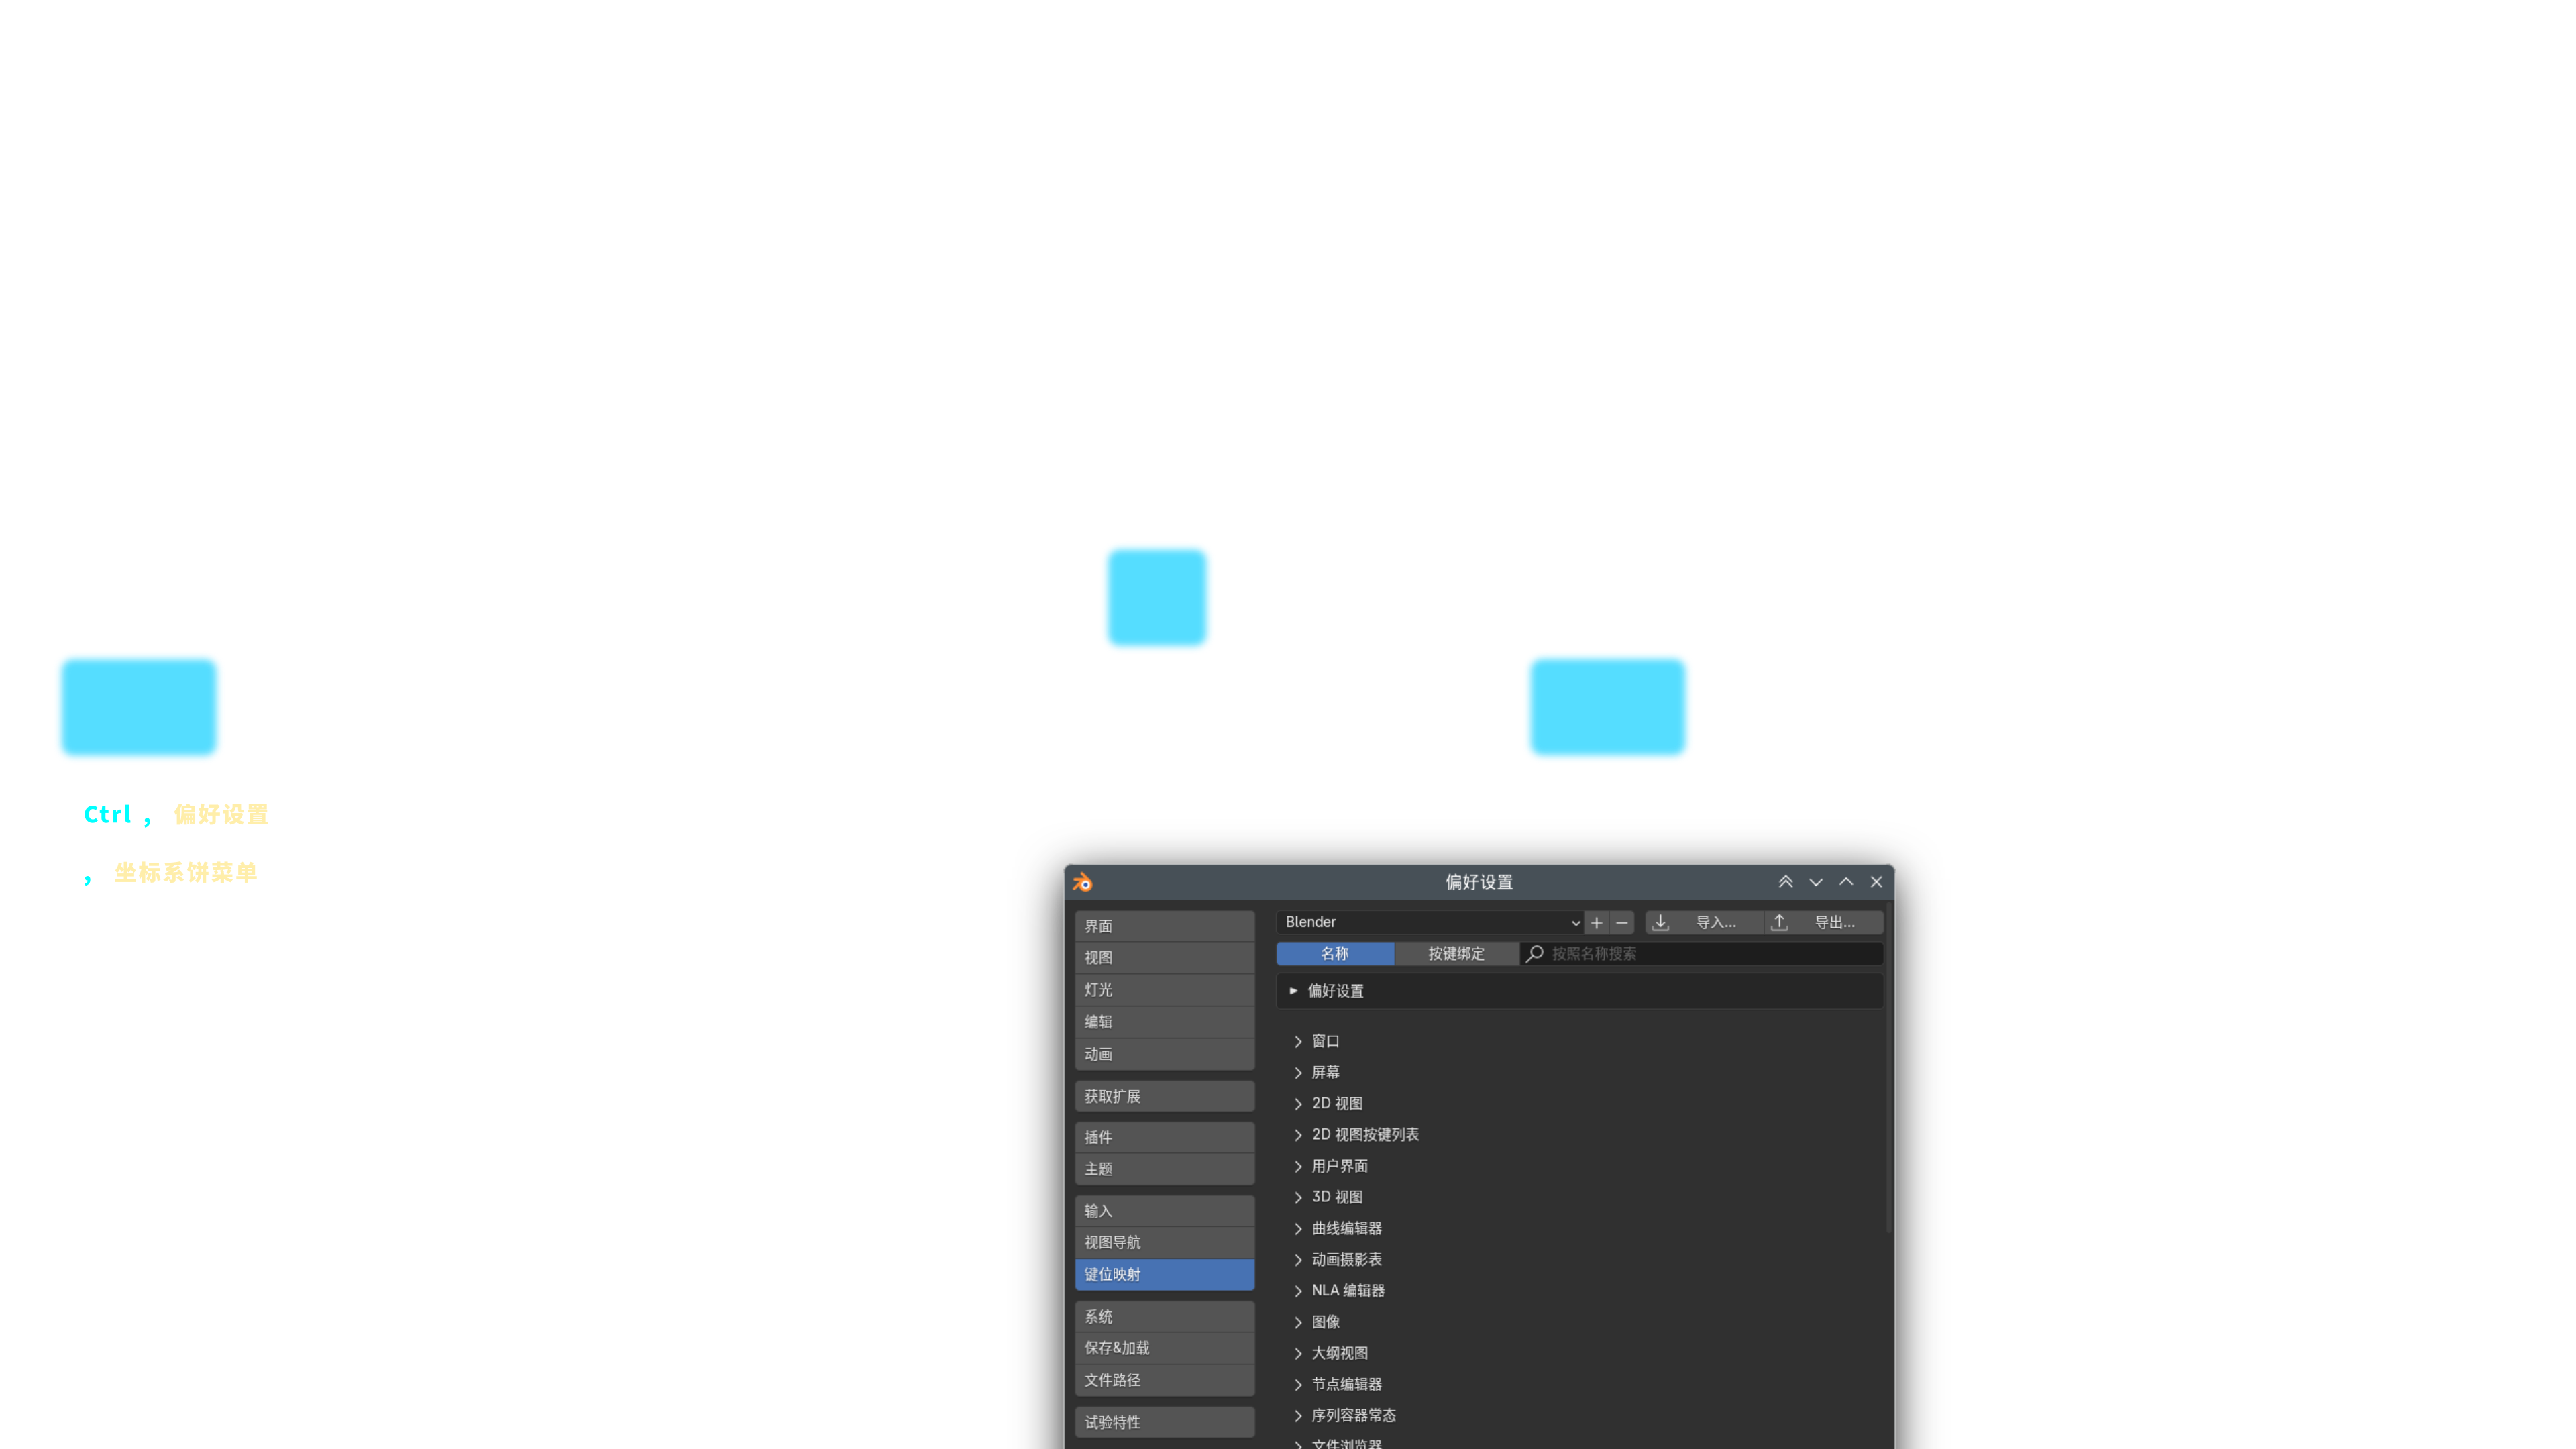 Ctrl ， 偏好设置
， 坐标系饼菜单
偏好设置
界面
视图
灯光
编辑
动画
获取扩展
插件
主题
输入
视图导航
键位映射
系统
保存&加载
文件路径
试验特性
Blender
导入...
导出...
名称
按键绑定
按照名称搜索
偏好设置
窗口
屏幕
2D 视图
2D 视图按键列表
用户界面
3D 视图
曲线编辑器
动画摄影表
NLA 编辑器
图像
大纲视图
节点编辑器
序列容器常态
文件浏览器